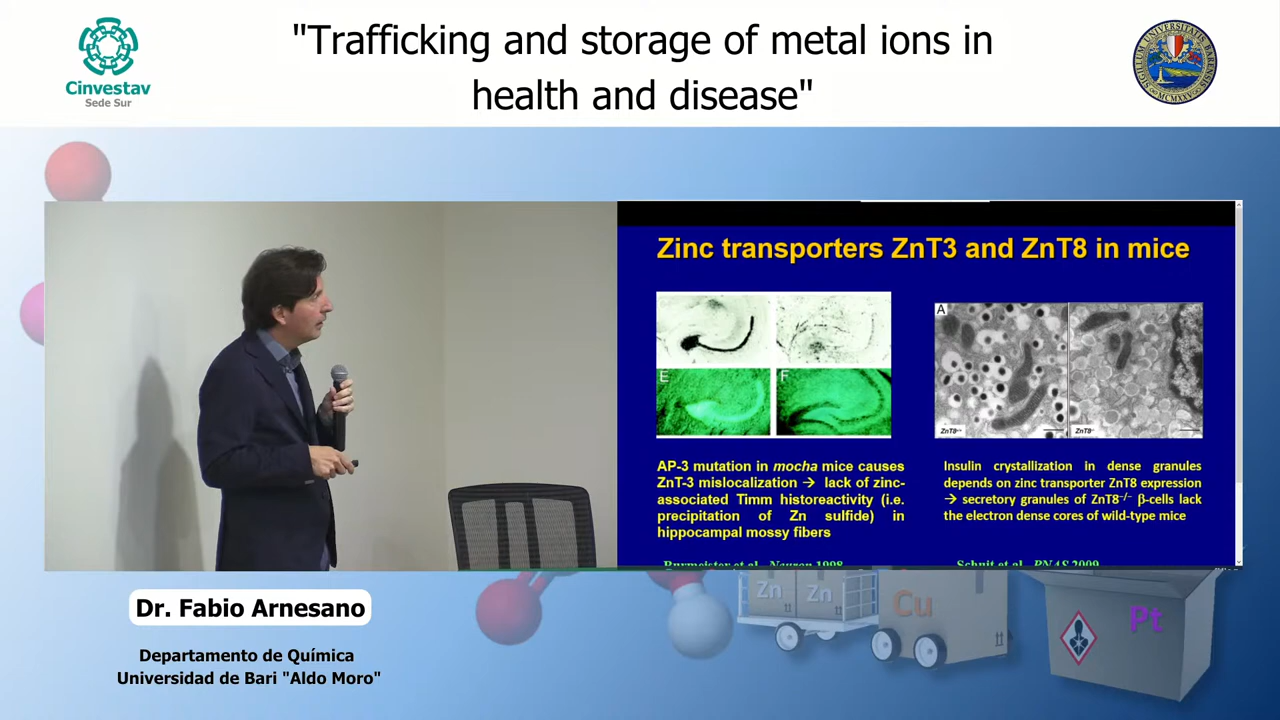 "Trafficking and storage of metal ions in
health and disease"
Cinvestav
Sede Sur
SIGILLUM UNIVERSITATIS BARENSIS
MCMXXV
Zinc transporters ZnT3 and ZnT8 in mice
E
F
A
ZnT8+/+
ZnT8-/-
AP-3 mutation in mocha mice causes
ZnT-3 mislocalization → lack of zinc-
associated Timm historeactivity (i.e.
precipitation of Zn sulfide) in
hippocampal mossy fibers
Insulin crystallization in dense granules
depends on zinc transporter ZnT8 expression
→ secretory granules of ZnT8–/– β-cells lack
the electron dense cores of wild-type mice
Burmeister et al., Neuron 1998
Schuit et al., PNAS 2009
Zn
Zn
Cu
Pt
Dr. Fabio Arnesano
Departamento de Química
Universidad de Bari "Aldo Moro"